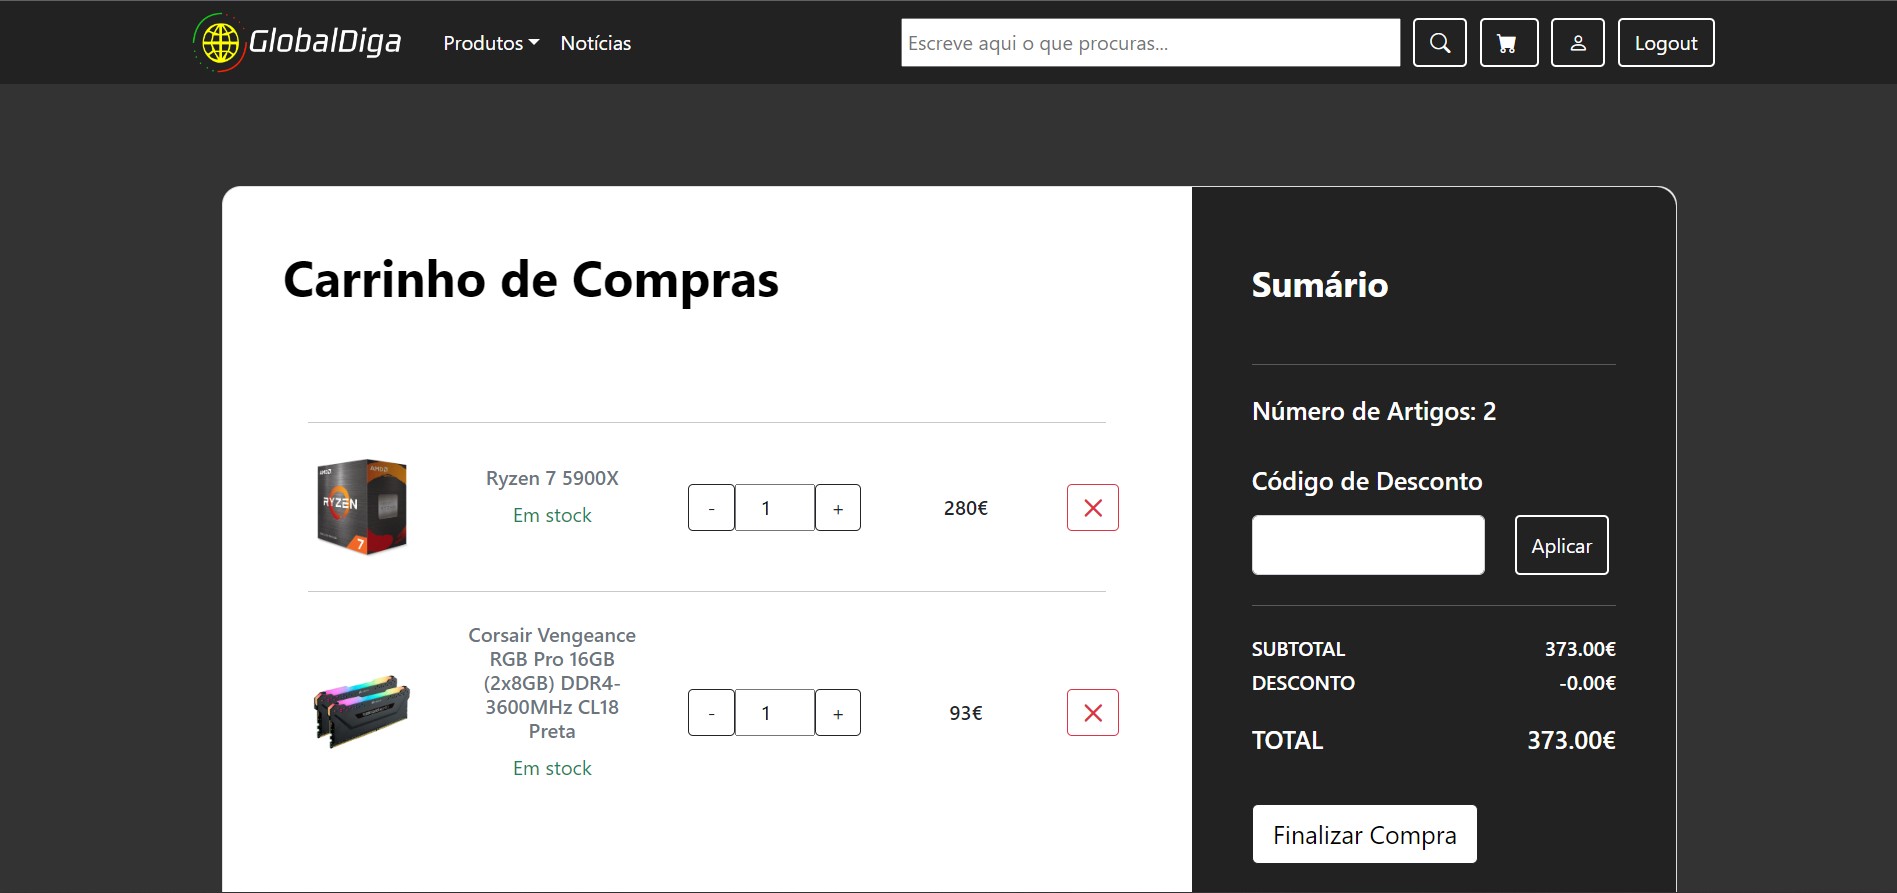 GlobalDiga
Produtos
Notícias
Escreve aqui o que procuras...
Logout
Carrinho de Compras
RYZEN
7
Ryzen 7 5900X
Em stock
-
1
+
280€
Corsair Vengeance
RGB Pro 16GB
(2x8GB) DDR4-
3600MHz CL18
Preta
Em stock
-
1
+
93€
Sumário
Número de Artigos: 2
Código de Desconto
Aplicar
SUBTOTAL 373.00€
DESCONTO -0.00€
TOTAL 373.00€
Finalizar Compra